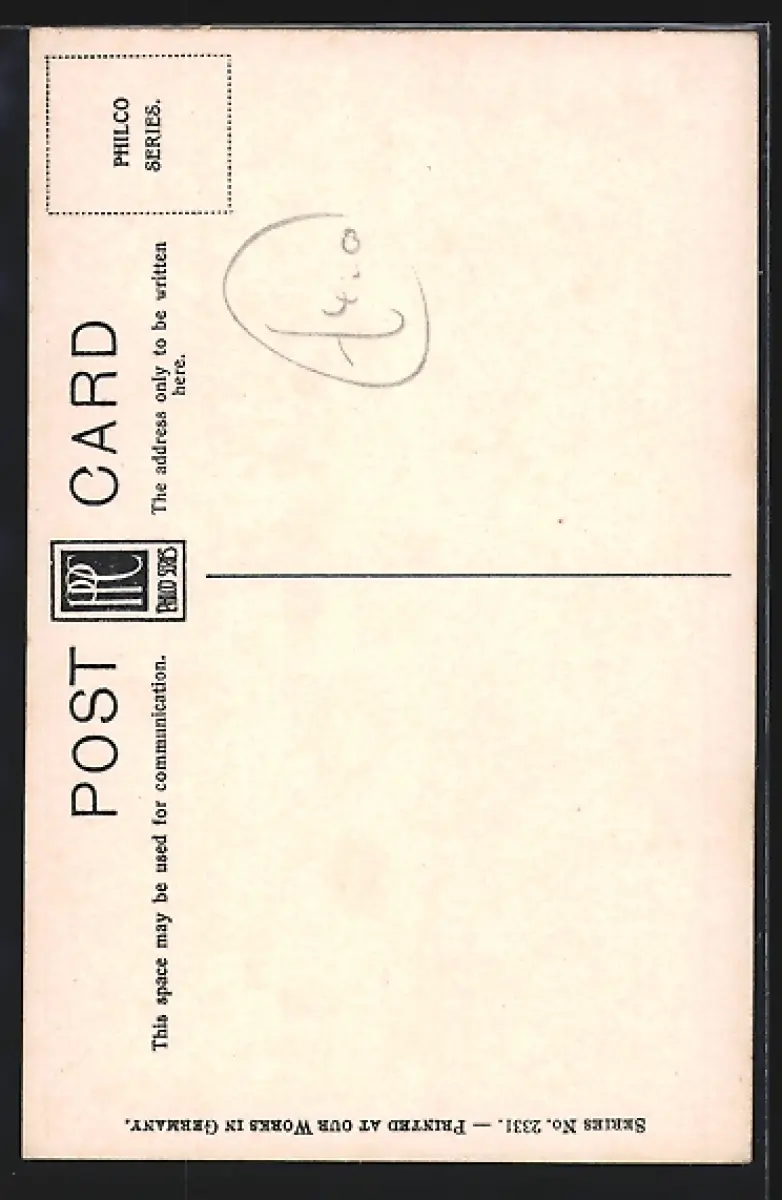 POST CARD
PHILCO
SERIES.
PPC
PHILCO SERIES
This space may be used for communication.
The address only to be written
here.
SERIES NO. 2331. — PRINTED AT OUR WORKS IN GERMANY.